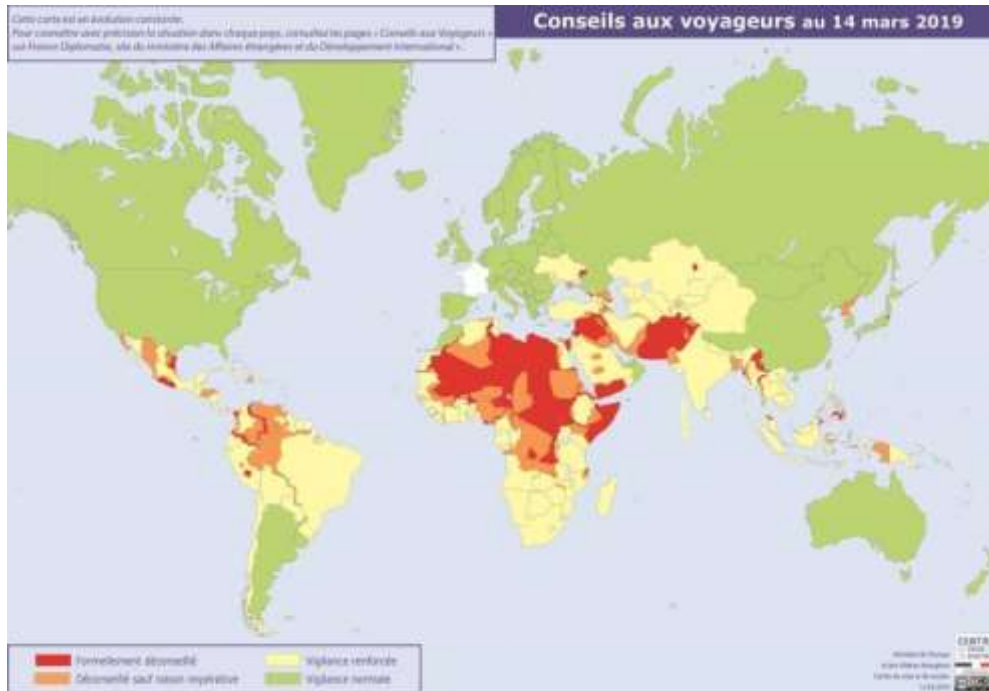 Cette carte est en évolution constante.
Pour connaître avec précision la situation dans chaque pays, consultez les pages « Conseils aux Voyageurs »
sur France Diplomatie, site du ministère des Affaires étrangères et du Développement International ».
Conseils aux voyageurs au 14 mars 2019
Formellement déconseillé
Déconseillé sauf raison impérative
Vigilance renforcée
Vigilance normale